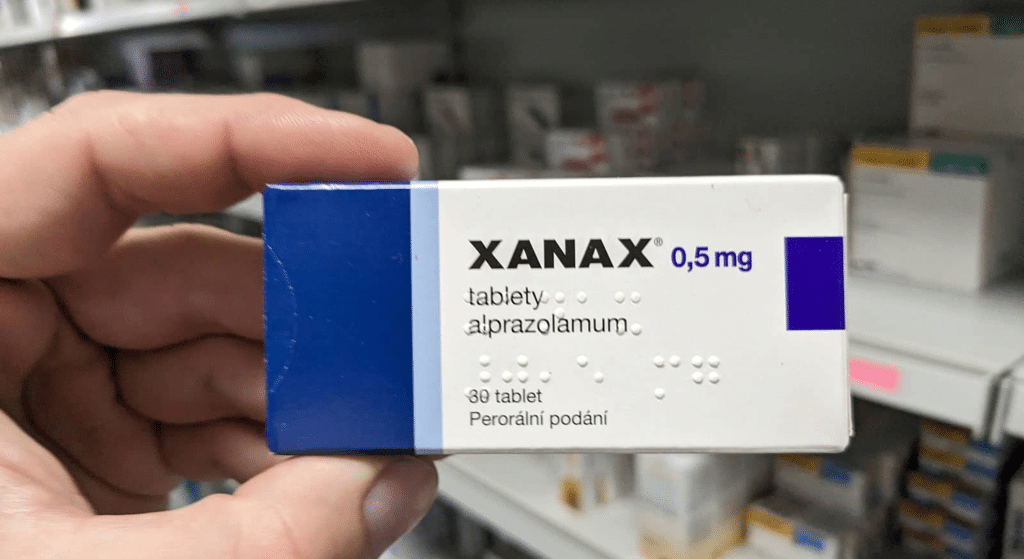 XANAX® 0,5 mg
tablety
alprazolamum
30 tablet
Perorální podání